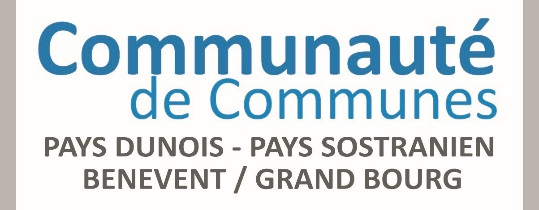 Communauté
de Communes
PAYS DUNOIS - PAYS SOSTRANIEN
BENEVENT / GRAND BOURG